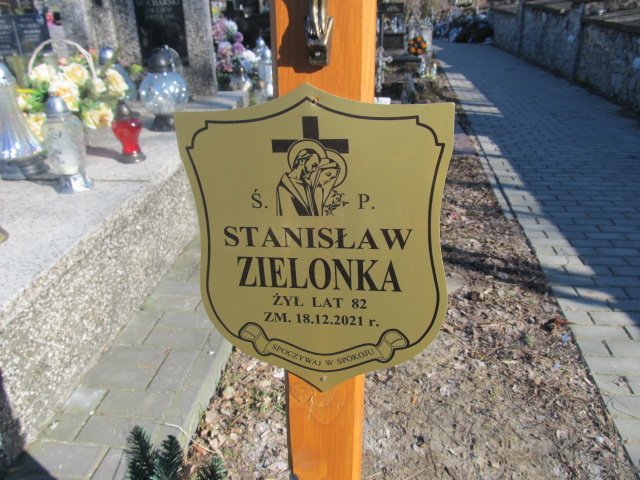 Ś. P.
STANISŁAW
ZIELONKA
ŻYŁ LAT 82
ZM. 18.12.2021 r.
SPOCZYWAJ W SPOKOJU